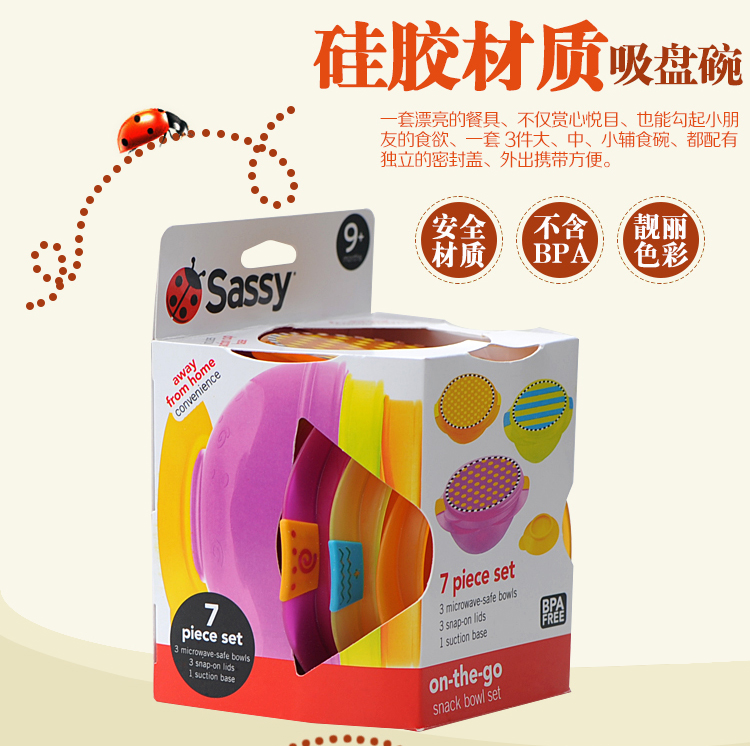 硅胶材质吸盘碗
一套漂亮的餐具、不仅赏心悦目、也能勾起小朋
友的食欲、一套 3件大、中、小辅食碗、都配有
独立的密封盖、外出携带方便。
安全
材质
不含
BPA
靓丽
色彩
9+
months
Sassy
away
from home
convenience
7 piece set
3 microwave-safe bowls
3 snap-on lids
1 suction base
BPA
FREE
7
piece set
3 microwave-safe bowls
3 snap-on lids
1 suction base
on-the-go
snack bowl set